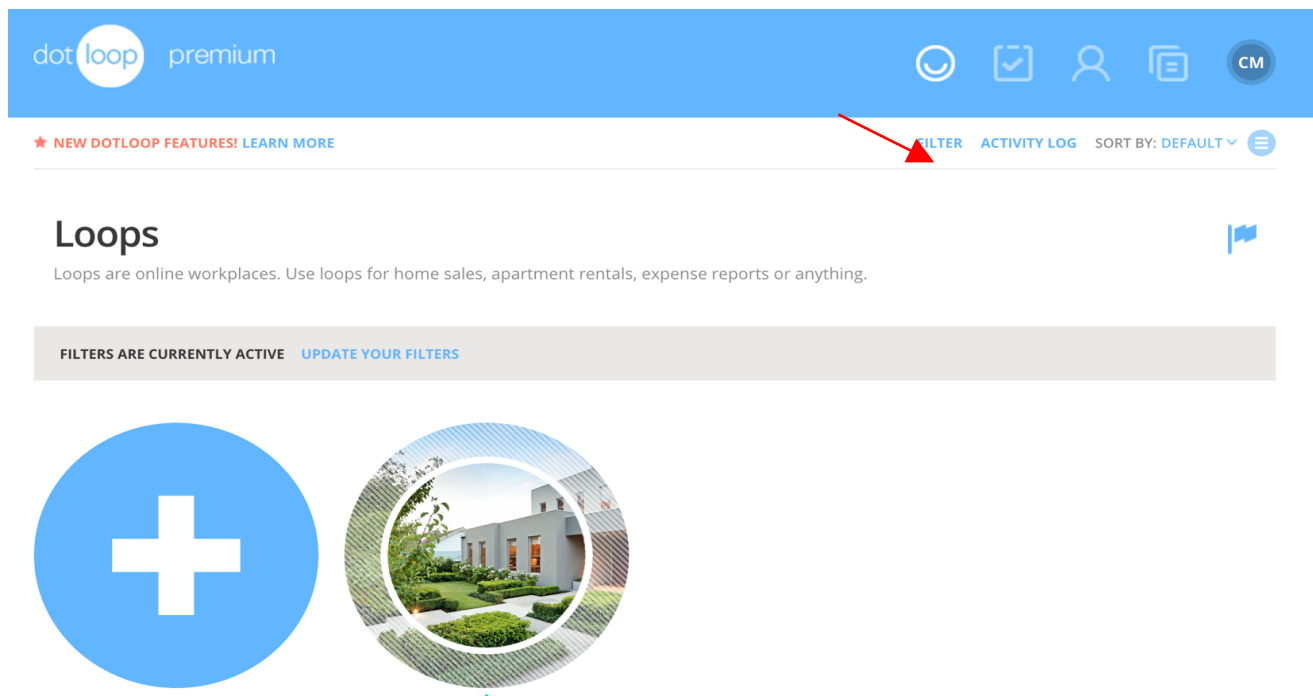 dot loop premium
CM
NEW DOTLOOP FEATURES! LEARN MORE
FILTER ACTIVITY LOG SORT BY: DEFAULT
Loops
Loops are online workplaces. Use loops for home sales, apartment rentals, expense reports or anything.
FILTERS ARE CURRENTLY ACTIVE UPDATE YOUR FILTERS